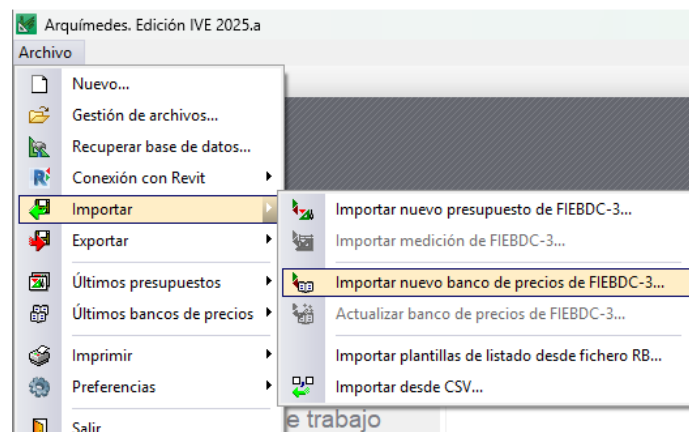 Arquímedes. Edición IVE 2025.a
Archivo
Nuevo...
Gestión de archivos...
Recuperar base de datos...
Conexión con Revit
Importar
Exportar
Últimos presupuestos
Últimos bancos de precios
Imprimir
Preferencias
Salir
Importar nuevo presupuesto de FIEBDC-3...
Importar medición de FIEBDC-3...
Importar nuevo banco de precios de FIEBDC-3...
Actualizar banco de precios de FIEBDC-3...
Importar plantillas de listado desde fichero RB...
Importar desde CSV...
e trabajo